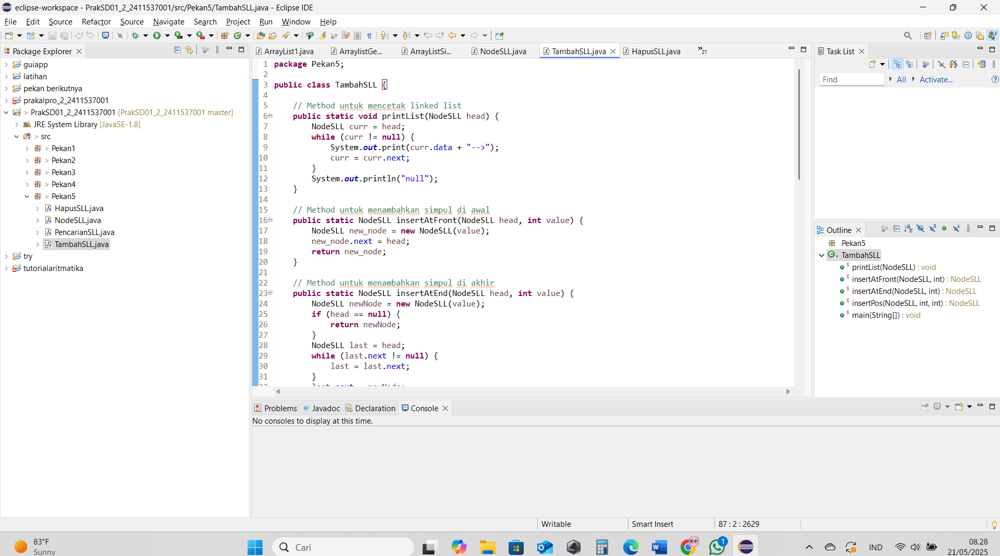 eclipse-workspace - PrakSD01_2_2411537001/src/Pekan5/TambahSLL.java - Eclipse IDE
File Edit Source Refactor Source Navigate Search Project Run Window Help
Package Explorer
guiapp
latihan
pekan berikutnya
prakalpro_2_2411537001
> PrakSD01_2_2411537001 [PrakSD01_2_2411537001 master]
JRE System Library [JavaSE-1.8]
> src
> Pekan1
> Pekan2
> Pekan3
> Pekan4
> Pekan5
HapusSLL.java
NodeSLL.java
PencarianSLL.java
TambahSLL.java
try
tutorialaritmatika
ArrayList1.java ArraylistGe... ArrayListSi... NodeSLL.java TambahSLL.java HapusSLL.java »21
1 package Pekan5;
2
3 public class TambahSLL {
4
5 // Method untuk mencetak linked list
6 public static void printList(NodeSLL head) {
7 NodeSLL curr = head;
8 while (curr != null) {
9 System.out.print(curr.data + "-->");
10 curr = curr.next;
11 }
12 System.out.println("null");
13 }
14
15 // Method untuk menambahkan simpul di awal
16 public static NodeSLL insertAtFront(NodeSLL head, int value) {
17 NodeSLL new_node = new NodeSLL(value);
18 new_node.next = head;
19 return new_node;
20 }
21
22 // Method untuk menambahkan simpul di akhir
23 public static NodeSLL insertAtEnd(NodeSLL head, int value) {
24 NodeSLL newNode = new NodeSLL(value);
25 if (head == null) {
26 return newNode;
27 }
28 NodeSLL last = head;
29 while (last.next != null) {
30 last = last.next;
31 }
Task List
Find All Activate...
Outline
Pekan5
TambahSLL
printList(NodeSLL) : void
insertAtFront(NodeSLL, int) : NodeSLL
insertAtEnd(NodeSLL, int) : NodeSLL
insertPos(NodeSLL, int, int) : NodeSLL
main(String[]) : void
Problems @ Javadoc Declaration Console
No consoles to display at this time.
Writable Smart Insert 87 : 2 : 2629
83°F
Sunny
Cari
1
IND
08.28
21/05/2025